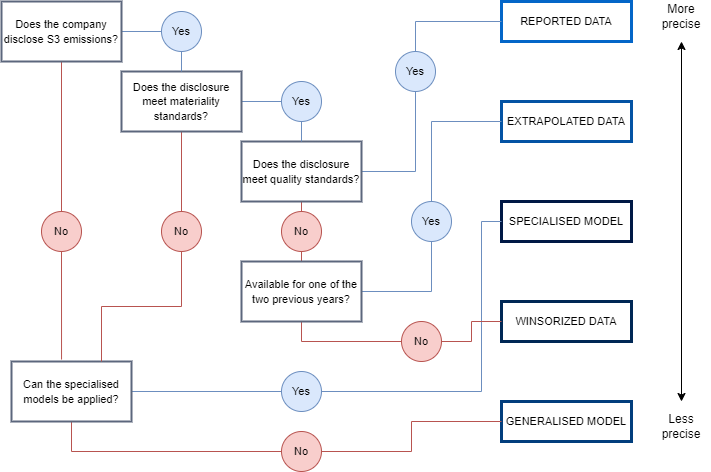 Does the company
disclose S3 emissions?
Yes
REPORTED DATA
More
precise
Does the disclosure
meet materiality
standards?
Yes
Yes
EXTRAPOLATED DATA
Does the disclosure
meet quality standards?
No
No
No
Yes
SPECIALISED MODEL
Available for one of the
two previous years?
No
WINSORIZED DATA
Can the specialised
models be applied?
Yes
No
GENERALISED MODEL
Less
precise